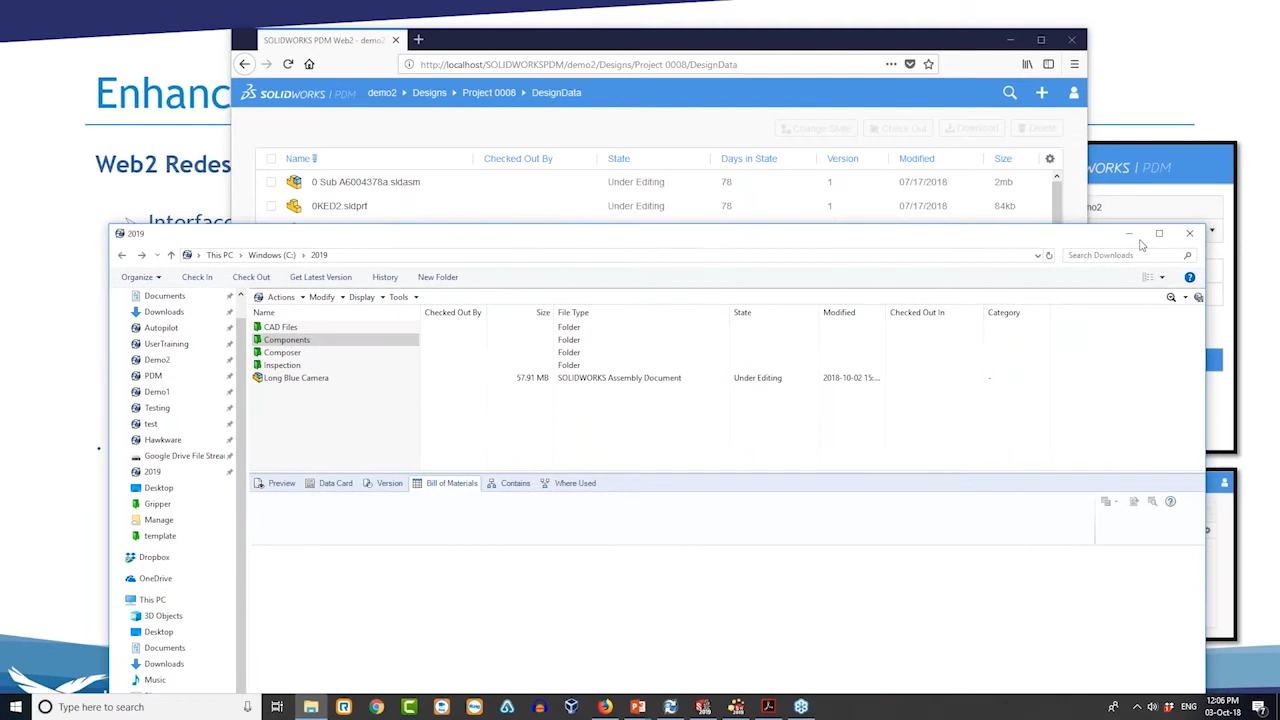 SOLIDWORKS PDM Web2 - demo2
Enhanc
http://localhost/SOLIDWORKSPDM/demo2/Designs/Project 0008/DesignData
SOLIDWORKS | PDM demo2 Designs Project 0008 DesignData
Change State Check Out Download Delete
Web2 Redes
Name Checked Out By State Days in State Version Modified Size
ORKS | PDM
0 Sub A6004378a.sldasm Under Editing 78 1 07/17/2018 2mb
0KED2.sldprt Under Editing 78 1 07/17/2018 84kb
mo2
Interface
2019
This PC Windows (C:) 2019 Search Downloads
Organize Check In Check Out Get Latest Version History New Folder
Documents
Downloads
Autopilot
UserTraining
Demo2
PDM
Demo1
Testing
test
Hawkware
Google Drive File Strea
2019
Desktop
Gripper
Manage
template
Dropbox
OneDrive
This PC
3D Objects
Desktop
Documents
Downloads
Music
Actions Modify Display Tools
Name Checked Out By Size File Type State Modified Checked Out In Category
CAD Files Folder
Components Folder
Composer Folder
Inspection Folder
Long Blue Camera 57.91 MB SOLIDWORKS Assembly Document Under Editing 2018-10-02 15:... -
Preview Data Card Version Bill of Materials Contains Where Used
Type here to search
12:06 PM
03-Oct-18